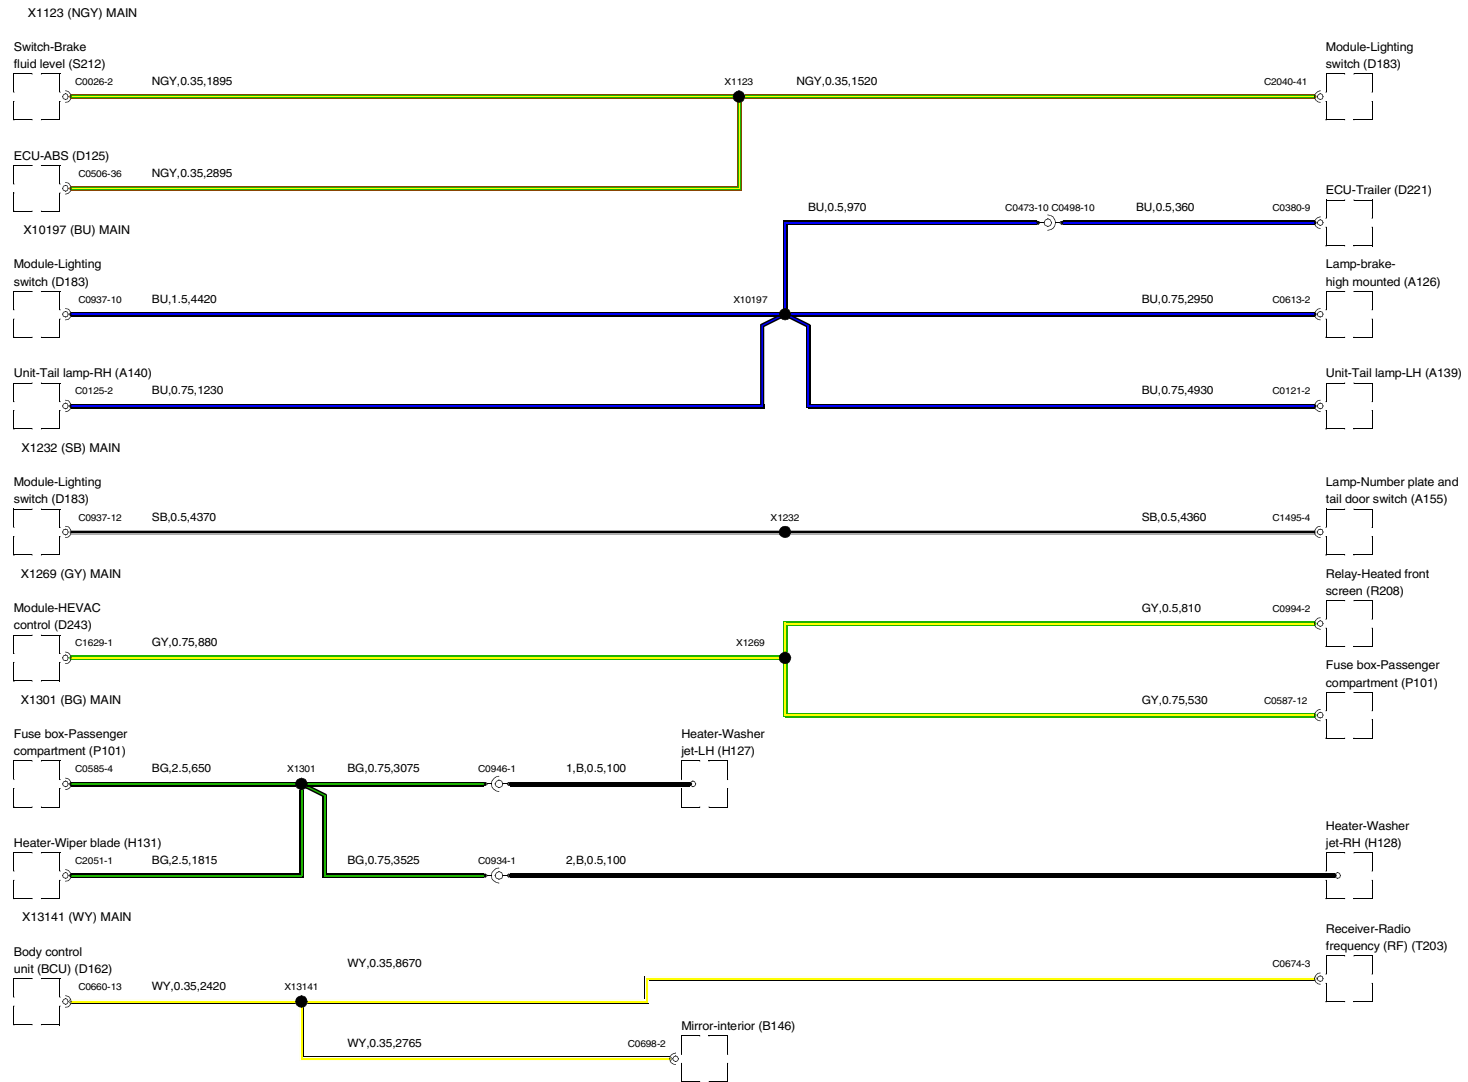 X1123 (NGY) MAIN
Switch-Brake
fluid level (S212)
C0026-2
NGY,0.35,1895
X1123
NGY,0.35,1520
C2040-41
Module-Lighting
switch (D183)
ECU-ABS (D125)
C0506-36
NGY,0.35,2895
X10197 (BU) MAIN
BU,0.5,970
C0473-10 C0498-10
BU,0.5,360
C0380-9
ECU-Trailer (D221)
Module-Lighting
switch (D183)
C0937-10
BU,1.5,4420
X10197
BU,0.75,2950
C0613-2
Lamp-brake-
high mounted (A126)
Unit-Tail lamp-RH (A140)
C0125-2
BU,0.75,1230
BU,0.75,4930
C0121-2
Unit-Tail lamp-LH (A139)
X1232 (SB) MAIN
Module-Lighting
switch (D183)
C0937-12
SB,0.5,4370
X1232
SB,0.5,4360
C1495-4
Lamp-Number plate and
tail door switch (A155)
X1269 (GY) MAIN
Module-HEVAC
control (D243)
C1629-1
GY,0.75,880
X1269
GY,0.5,810
C0994-2
Relay-Heated front
screen (R208)
GY,0.75,530
C0587-12
Fuse box-Passenger
compartment (P101)
X1301 (BG) MAIN
Fuse box-Passenger
compartment (P101)
C0585-4
BG,2.5,650
X1301
BG,0.75,3075
C0946-1
1,B,0.5,100
Heater-Washer
jet-LH (H127)
Heater-Wiper blade (H131)
C2051-1
BG,2.5,1815
BG,0.75,3525
C0934-1
2,B,0.5,100
Heater-Washer
jet-RH (H128)
X13141 (WY) MAIN
Body control
unit (BCU) (D162)
C0660-13
WY,0.35,2420
X13141
WY,0.35,8670
C0674-3
Receiver-Radio
frequency (RF) (T203)
WY,0.35,2765
C0698-2
Mirror-interior (B146)